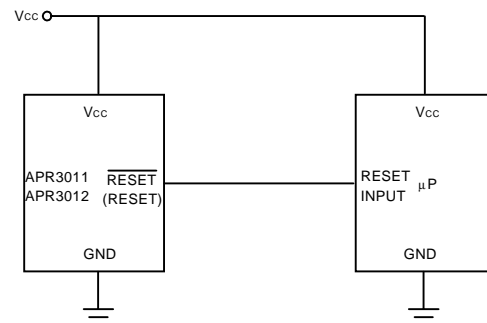 Vcc
Vcc
Vcc
APR3011 RESET
APR3012 (RESET)
RESET
INPUT μP
GND
GND